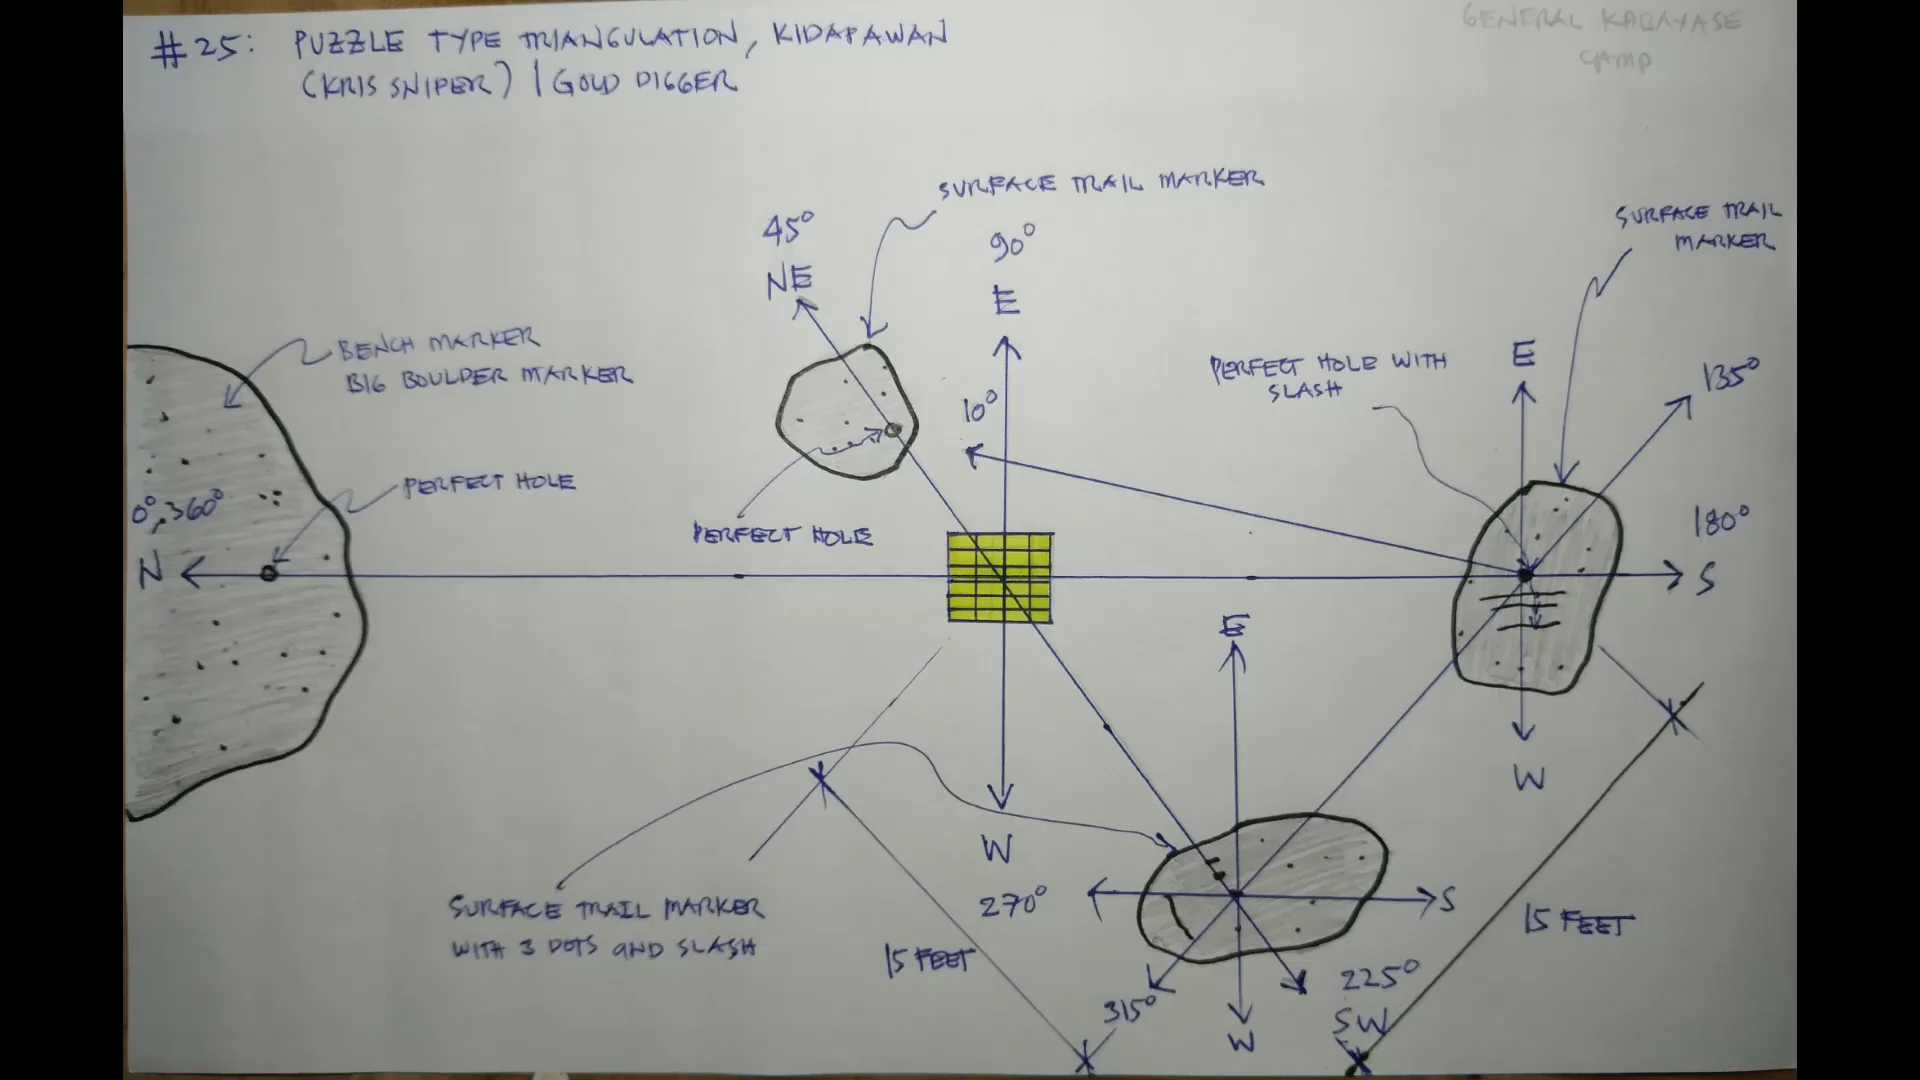 #25: PUZZLE TYPE TRIANGULATION, KIDAPAWAN
(KRIS SNIPER) | GOLD DIGGER
GENERAL KABAYASE
CAMP
SURFACE TRAIL MARKER
SURFACE TRAIL
MARKER
45°
NE
90°
E
BENCH MARKER
BIG BOULDER MARKER
PERFECT HOLE WITH
SLASH
E
135°
10°
PERFECT HOLE
0°, 360°
N
PERFECT HOLE
180°
S
E
W
W
270°
S
SURFACE TRAIL MARKER
WITH 3 DOTS AND SLASH
15 FEET
15 FEET
315°
225°
SW
W